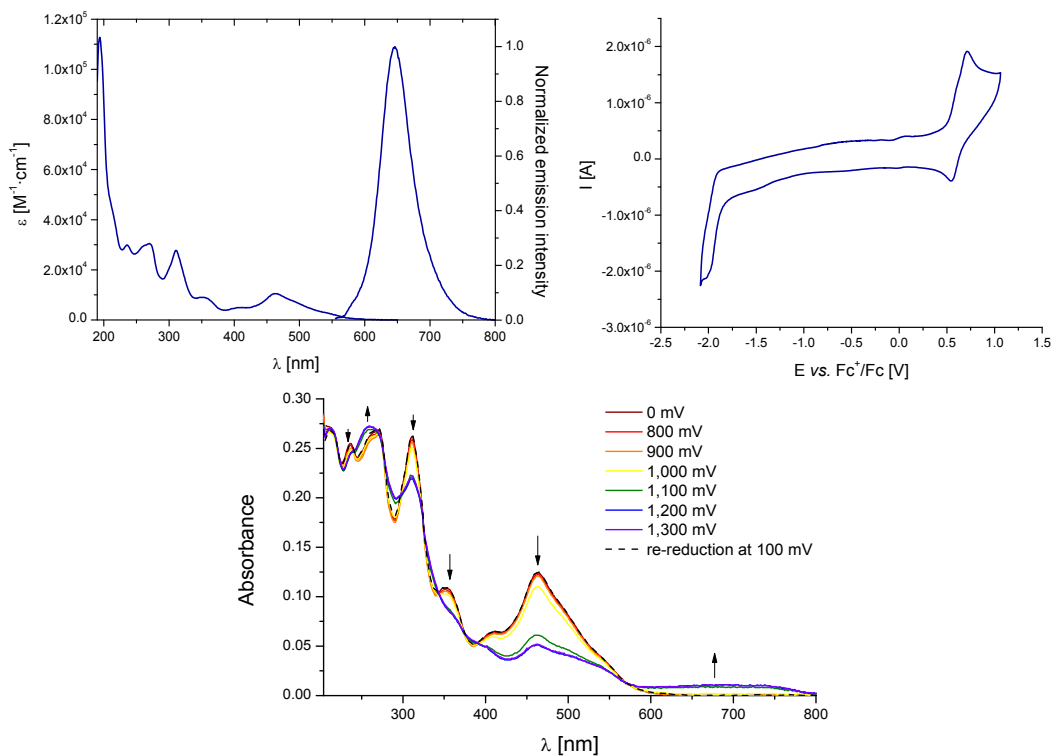 1.2x10⁵
1.0x10⁵
8.0x10⁴
6.0x10⁴
4.0x10⁴
2.0x10⁴
0.0
ε [M⁻¹·cm⁻¹]
200 300 400 500 600 700 800
λ [nm]
1.0
0.8
0.6
0.4
0.2
0.0
Normalized emission intensity
2.0x10⁻⁶
1.0x10⁻⁶
0.0
-1.0x10⁻⁶
-2.0x10⁻⁶
-3.0x10⁻⁶
I [A]
-2.5 -2.0 -1.5 -1.0 -0.5 0.0 0.5 1.0 1.5
E vs. Fc⁺/Fc [V]
0.30
0.25
0.20
0.15
0.10
0.05
0.00
Absorbance
300 400 500 600 700 800
λ [nm]
0 mV
800 mV
900 mV
1,000 mV
1,100 mV
1,200 mV
1,300 mV
re-reduction at 100 mV